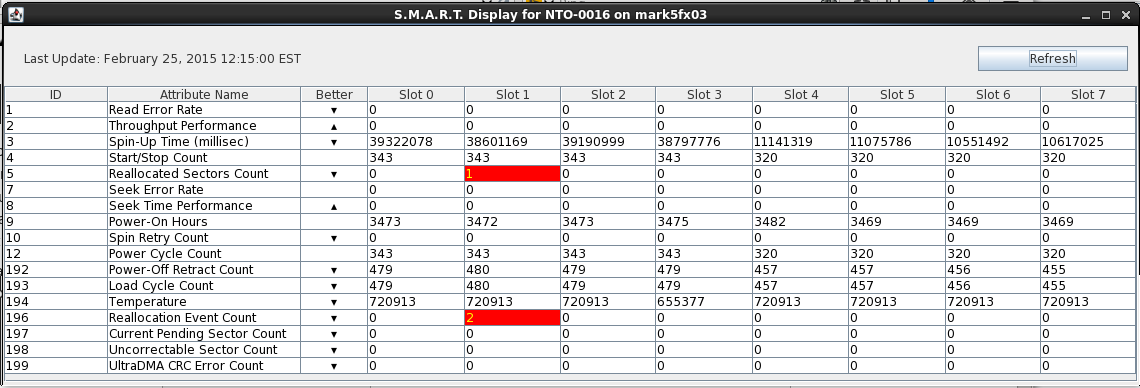 S.M.A.R.T. Display for NTO-0016 on mark5fx03
Last Update: February 25, 2015 12:15:00 EST
Refresh
ID Attribute Name Better Slot 0 Slot 1 Slot 2 Slot 3 Slot 4 Slot 5 Slot 6 Slot 7
1 Read Error Rate ▼ 0 0 0 0 0 0 0 0
2 Throughput Performance ▲ 0 0 0 0 0 0 0 0
3 Spin-Up Time (millisec) ▼ 39322078 38601169 39190999 38797776 11141319 11075786 10551492 10617025
4 Start/Stop Count 343 343 343 343 320 320 320 320
5 Reallocated Sectors Count ▼ 0 1 0 0 0 0 0 0
7 Seek Error Rate 0 0 0 0 0 0 0 0
8 Seek Time Performance ▲ 0 0 0 0 0 0 0 0
9 Power-On Hours 3473 3472 3473 3475 3482 3469 3469 3469
10 Spin Retry Count ▼ 0 0 0 0 0 0 0 0
12 Power Cycle Count 343 343 343 343 320 320 320 320
192 Power-Off Retract Count ▼ 479 480 479 479 457 457 456 455
193 Load Cycle Count ▼ 479 480 479 479 457 457 456 455
194 Temperature ▼ 720913 720913 720913 655377 720913 720913 720913 720913
196 Reallocation Event Count ▼ 0 2 0 0 0 0 0 0
197 Current Pending Sector Count ▼ 0 0 0 0 0 0 0 0
198 Uncorrectable Sector Count ▼ 0 0 0 0 0 0 0 0
199 UltraDMA CRC Error Count ▼ 0 0 0 0 0 0 0 0